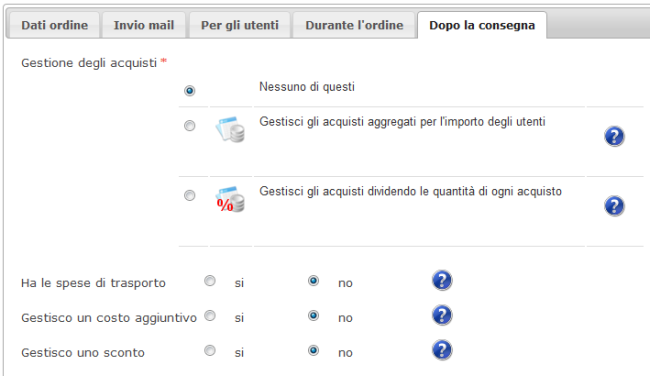 Dati ordine Invio mail Per gli utenti Durante l'ordine Dopo la consegna
Gestione degli acquisti *
Nessuno di questi
Gestisci gli acquisti aggregati per l'importo degli utenti
?
% Gestisci gli acquisti dividendo le quantità di ogni acquisto
?
Ha le spese di trasporto si no ?
Gestisco un costo aggiuntivo si no ?
Gestisco uno sconto si no ?